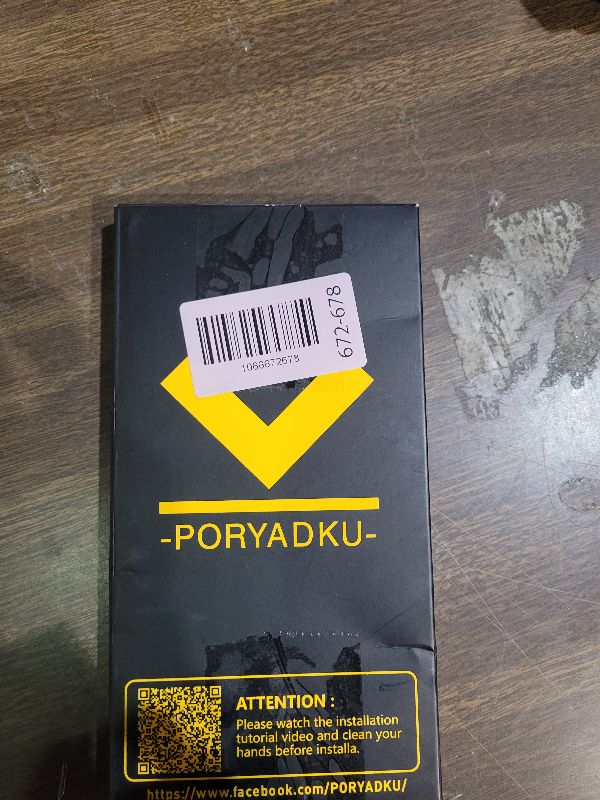 672-678
1066672678
-PORYADKU-
ATTENTION :
Please watch the installation
tutorial video and clean your
hands before installa.
https://www.facebook.com/PORYADKU/